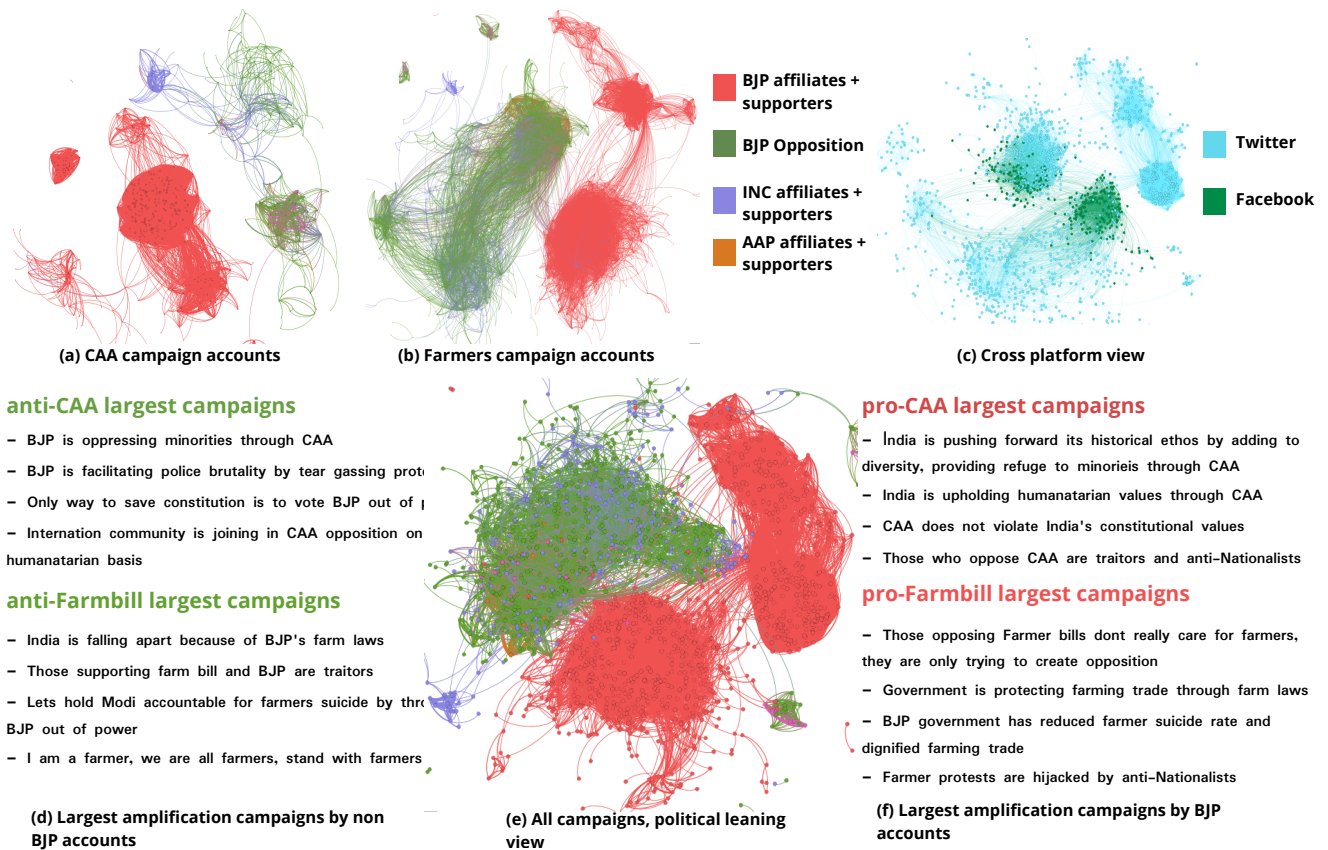 BJP affiliates +
supporters
BJP Opposition
INC affiliates +
supporters
AAP affiliates +
supporters
Twitter
Facebook
(a) CAA campaign accounts
(b) Farmers campaign accounts
(c) Cross platform view
anti-CAA largest campaigns
– BJP is oppressing minorities through CAA
– BJP is facilitating police brutality by tear gassing
– Only way to save constitution is to vote BJP out of
– Internation community is joining in CAA opposition on
humanatarian basis
anti-Farmbill largest campaigns
– India is falling apart because of BJP's farm laws
– Those supporting farm bill and BJP are traitors
– Lets hold Modi accountable for farmers suicide by
BJP out of power
– I am a farmer, we are all farmers, stand with farmers
(d) Largest amplification campaigns by non
BJP accounts
(e) All campaigns, political leaning
view
pro-CAA largest campaigns
– India is pushing forward its historical ethos by adding to
diversity, providing refuge to minorieis through CAA
– India is upholding humanatarian values through CAA
– CAA does not violate India's constitutional values
– Those who oppose CAA are traitors and anti-Nationalists
pro-Farmbill largest campaigns
– Those opposing Farmer bills dont really care for farmers,
they are only trying to create opposition
– Government is protecting farming trade through farm laws
– BJP government has reduced farmer suicide rate and
dignified farming trade
– Farmer protests are hijacked by anti-Nationalists
(f) Largest amplification campaigns by BJP
accounts